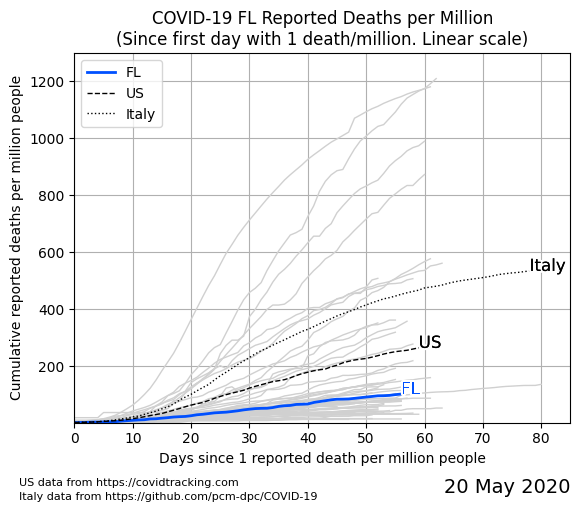 COVID-19 FL Reported Deaths per Million
(Since first day with 1 death/million. Linear scale)
Cumulative reported deaths per million people
1200
1000
800
600
400
200
FL
US
Italy
Italy
US
FL
0
10
20
30
40
50
60
70
80
Days since 1 reported death per million people
US data from https://covidtracking.com
Italy data from https://github.com/pcm-dpc/COVID-19
20 May 2020